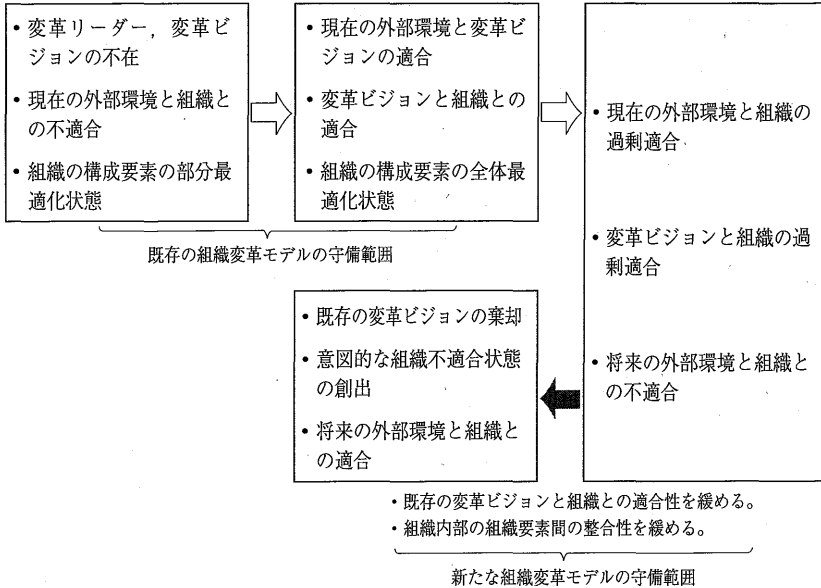 ・変革リーダー，変革ビ
ジョンの不在
・現在の外部環境と組織と
の不適合
・組織の構成要素の部分最
適化状態
・現在の外部環境と変革ビ
ジョンの適合
・変革ビジョンと組織との
適合
・組織の構成要素の全体最
適化状態
・現在の外部環境と組織の
過剰適合
・変革ビジョンと組織の過
剰適合
・将来の外部環境と組織と
の不適合
既存の組織変革モデルの守備範囲
・既存の変革ビジョンの棄却
・意図的な組織不適合状態
の創出
・将来の外部環境と組織と
の適合
・既存の変革ビジョンと組織との適合性を緩める。
・組織内部の組織要素間の整合性を緩める。
新たな組織変革モデルの守備範囲